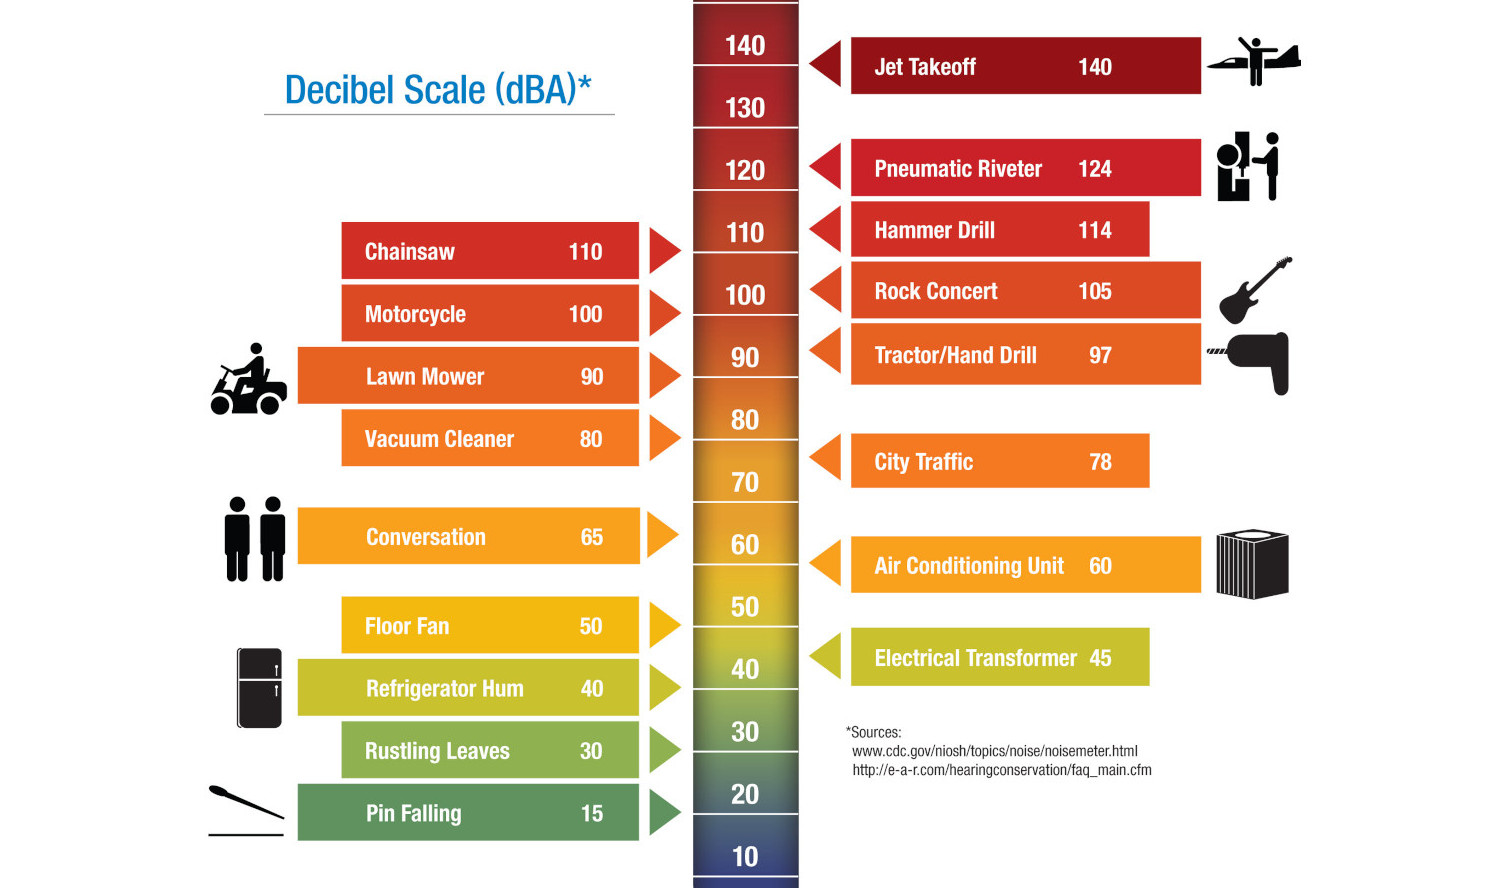 Decibel Scale (dBA)*
140
130
120
110
100
90
80
70
60
50
40
30
20
10
Chainsaw 110
Motorcycle 100
Lawn Mower 90
Vacuum Cleaner 80
Conversation 65
Floor Fan 50
Refrigerator Hum 40
Rustling Leaves 30
Pin Falling 15
Jet Takeoff 140
Pneumatic Riveter 124
Hammer Drill 114
Rock Concert 105
Tractor/Hand Drill 97
City Traffic 78
Air Conditioning Unit 60
Electrical Transformer 45
*Sources:
www.cdc.gov/niosh/topics/noise/noisemeter.html
http://e-a-r.com/hearingconservation/faq_main.cfm